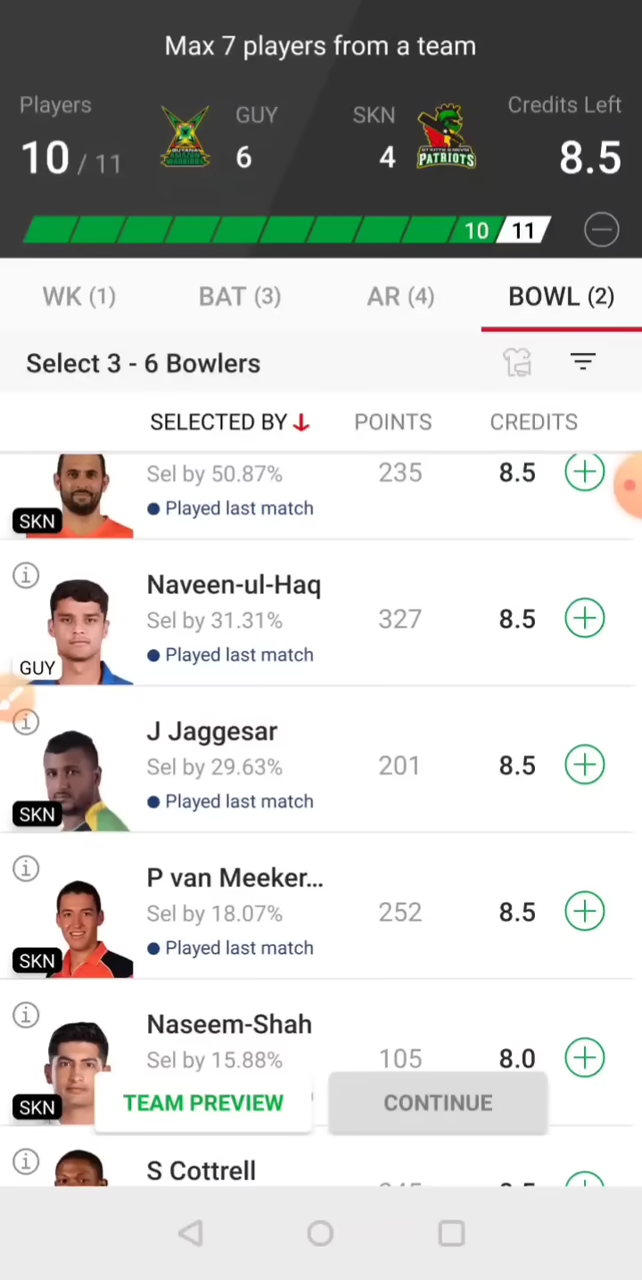 Max 7 players from a team
Players
GUY
SKN
Credits Left
10 / 11
6
4
PATRIOTS
8.5
10
11
WK (1)
BAT (3)
AR (4)
BOWL (2)
Select 3 - 6 Bowlers
SELECTED BY
POINTS
CREDITS
Sel by 50.87%
235
8.5
SKN
Played last match
Naveen-ul-Haq
Sel by 31.31%
327
8.5
GUY
Played last match
J Jaggesar
Sel by 29.63%
201
8.5
SKN
Played last match
P van Meeker...
Sel by 18.07%
252
8.5
SKN
Played last match
Naseem-Shah
Sel by 15.88%
105
8.0
SKN
TEAM PREVIEW
CONTINUE
S Cottrell